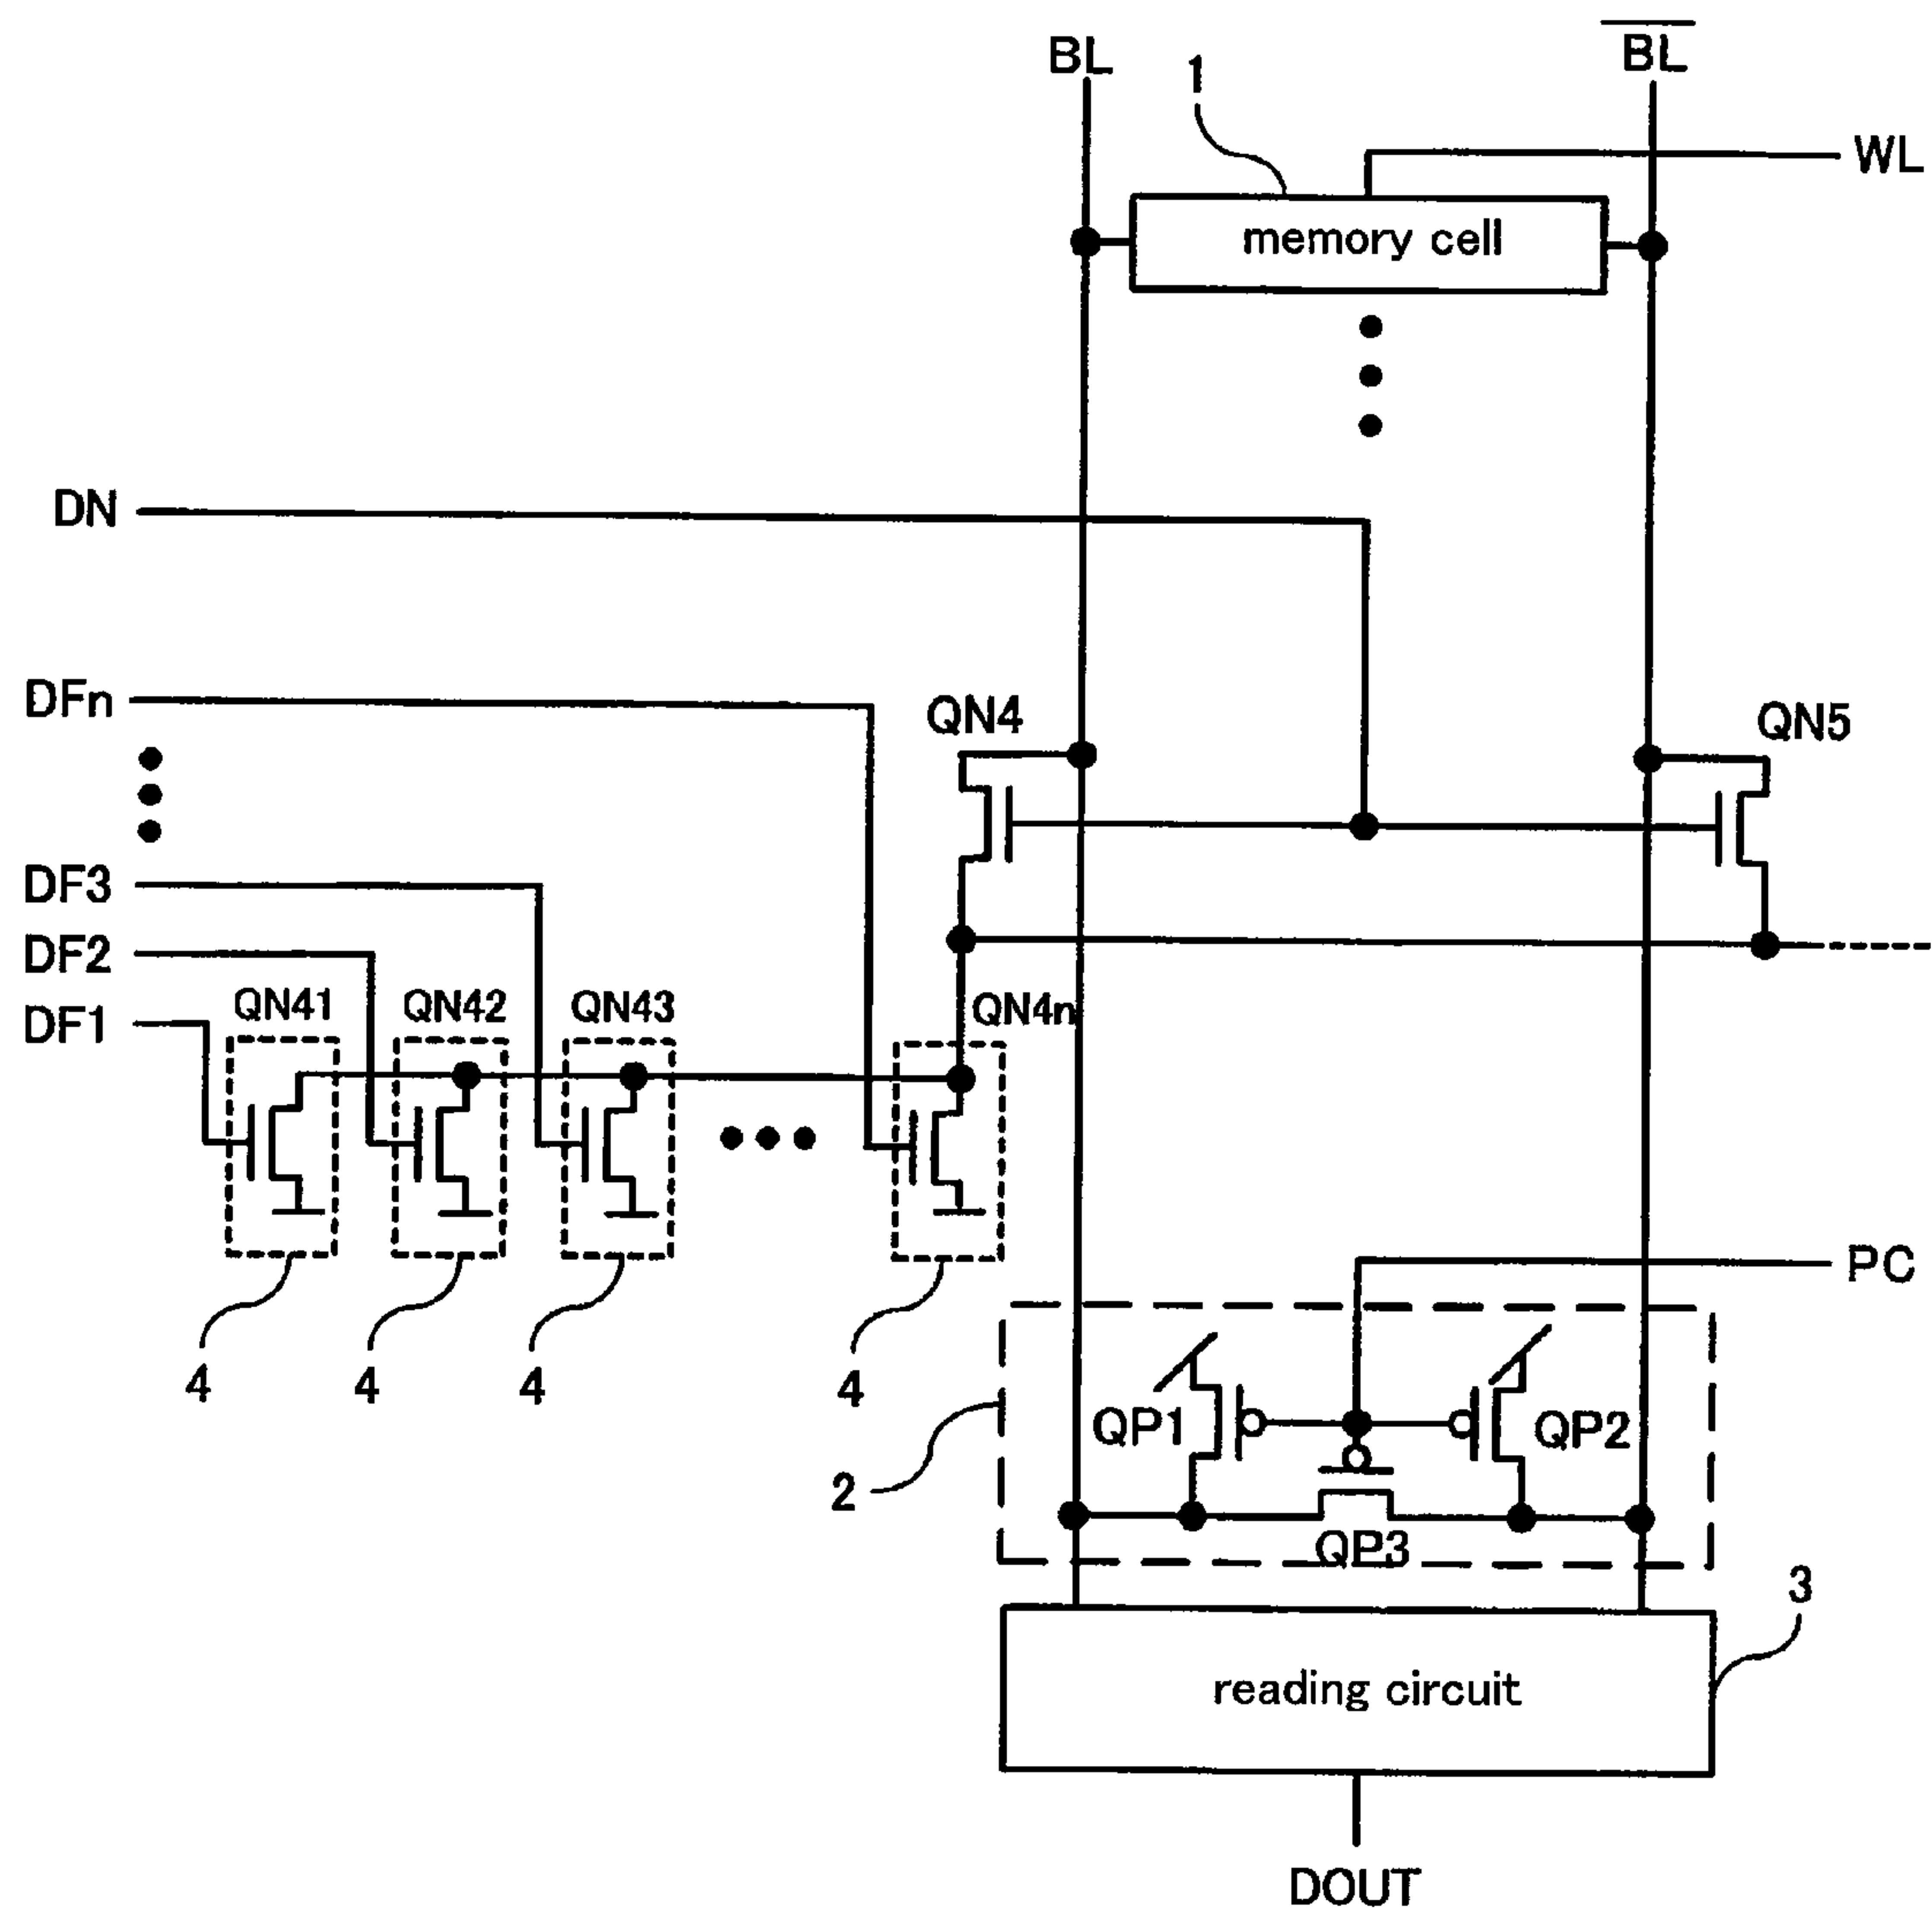 BL
B̅L̅
1
WL
memory cell
DN
DFn
QN4
QN5
DF3
DF2
DF1
QN41
QN42
QN43
QN4n
PC
4
4
4
4
2
QP1
QP2
QP3
3
reading circuit
DOUT